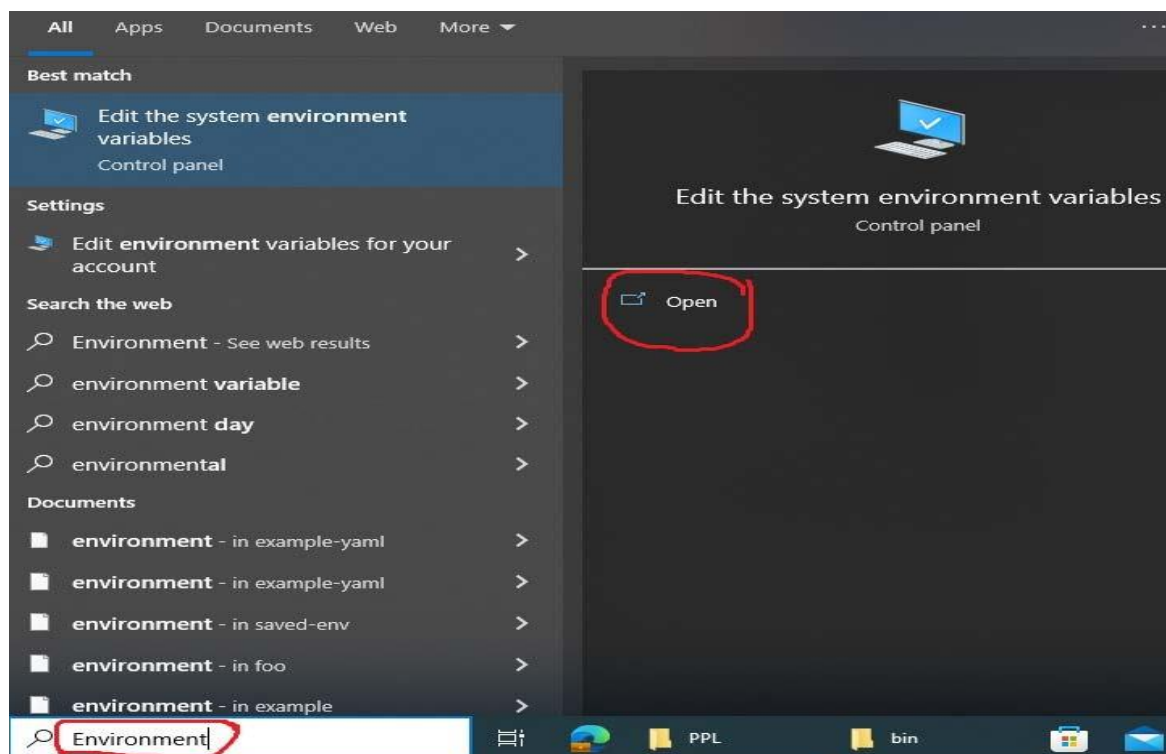 All Apps Documents Web More
Best match
Edit the system environment
variables
Control panel
Settings
Edit environment variables for your
account
Search the web
Environment - See web results
environment variable
environment day
environmental
Documents
environment - in example-yaml
environment - in example-yaml
environment - in saved-env
environment - in foo
environment - in example
Edit the system environment variables
Control panel
Open
Environment
PPL
bin